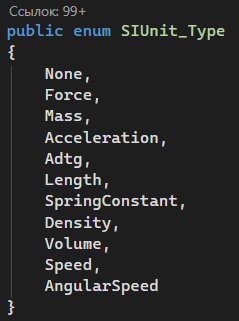 Ссылок: 99+
public enum SIUnit_Type
{
None,
Force,
Mass,
Acceleration,
Adtg,
Length,
SpringConstant,
Density,
Volume,
Speed,
AngularSpeed
}